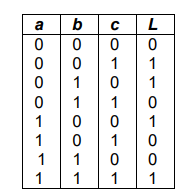 a b c L
0 0 0 0
0 0 1 1
0 1 0 1
0 1 1 0
1 0 0 1
1 0 1 0
1 1 0 0
1 1 1 1